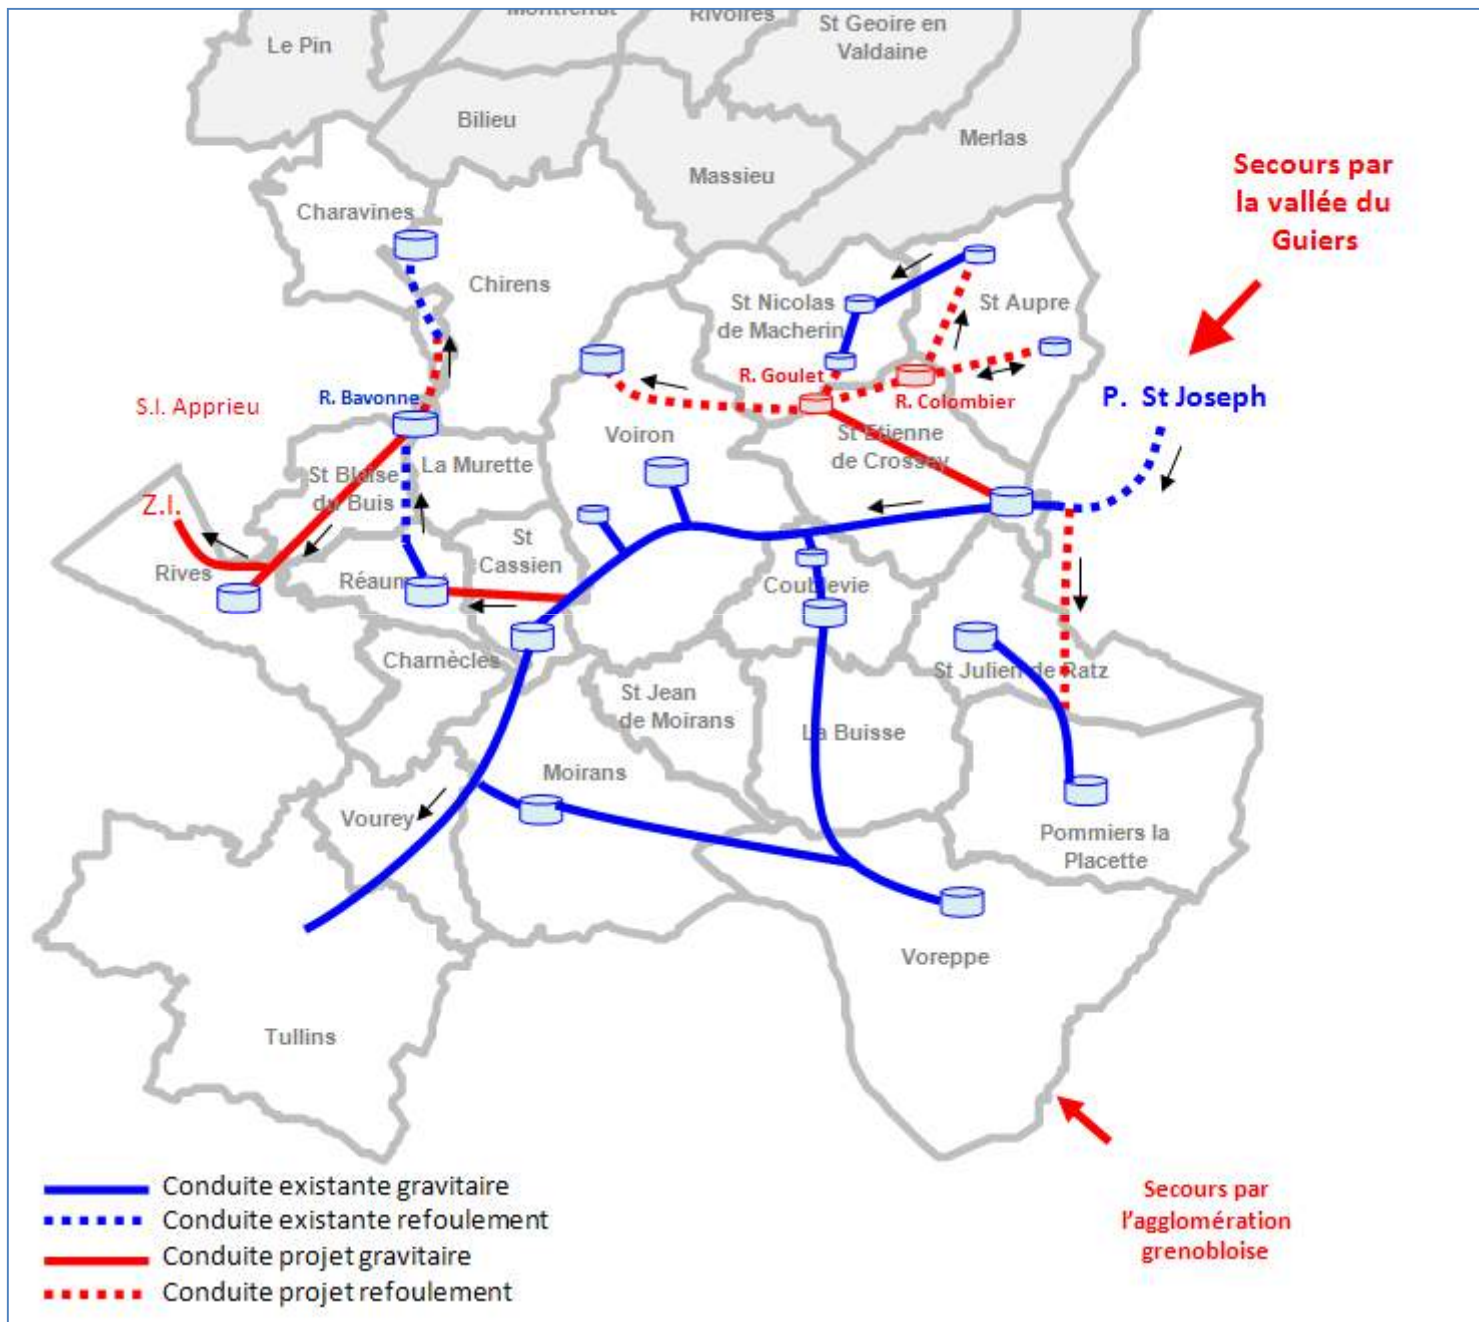 Montferrat
Rivoires
St Geoire en
Valdaine
Le Pin
Bilieu
Merlas
Massieu
Secours par
la vallée du
Guiers
Charavines
Chirens
St Nicolas
de Macherin
St Aupre
R. Goulet
R. Colombier
P. St Joseph
S.I. Apprieu
R. Bavonne
Voiron
St Etienne
de Crossey
La Murette
St Blaise
du Buis
Z.I.
St
Cassien
Rives
Réaumont
Coublevie
Charnècles
St Julien de Ratz
St Jean
de Moirans
La Buisse
Moirans
Vourey
Pommiers la
Placette
Voreppe
Tullins
Conduite existante gravitaire
Conduite existante refoulement
Conduite projet gravitaire
Conduite projet refoulement
Secours par
l'agglomération
grenobloise